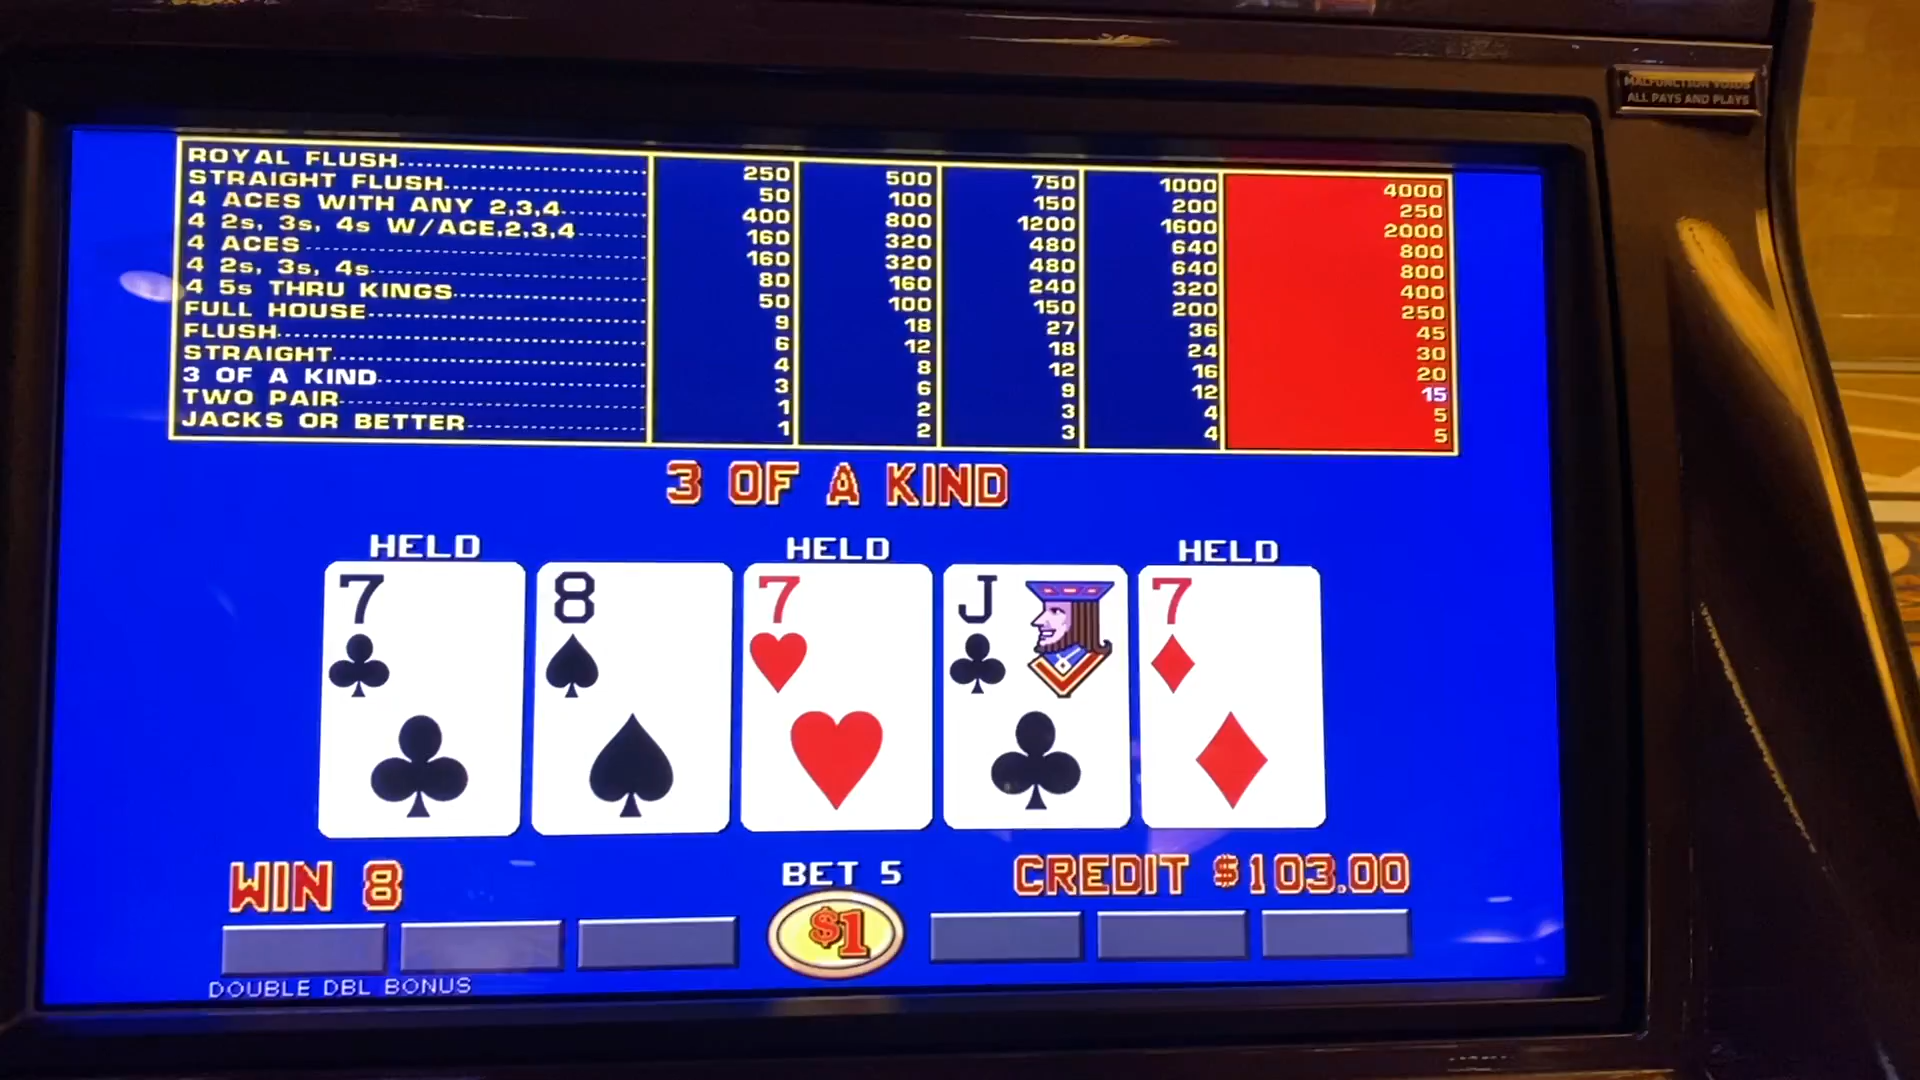 MALFUNCTION VOIDS
ALL PAYS AND PLAYS
ROYAL FLUSH 250 500 750 1000 4000
STRAIGHT FLUSH 50 100 150 200 250
4 ACES WITH ANY 2,3,4 400 800 1200 1600 2000
4 2s, 3s, 4s W/ACE,2,3,4 160 320 480 640 800
4 ACES 160 320 480 640 800
4 2s, 3s, 4s 80 160 240 320 400
4 5s THRU KINGS 50 100 150 200 250
FULL HOUSE 9 18 27 36 45
FLUSH 6 12 18 24 30
STRAIGHT 4 8 12 16 20
3 OF A KIND 3 6 9 12 15
TWO PAIR 1 2 3 4 5
JACKS OR BETTER 1 2 3 4 5
3 OF A KIND
HELD HELD HELD
7 8 7 J 7
WIN 8 BET 5 CREDIT $103.00
$1
DOUBLE DBL BONUS